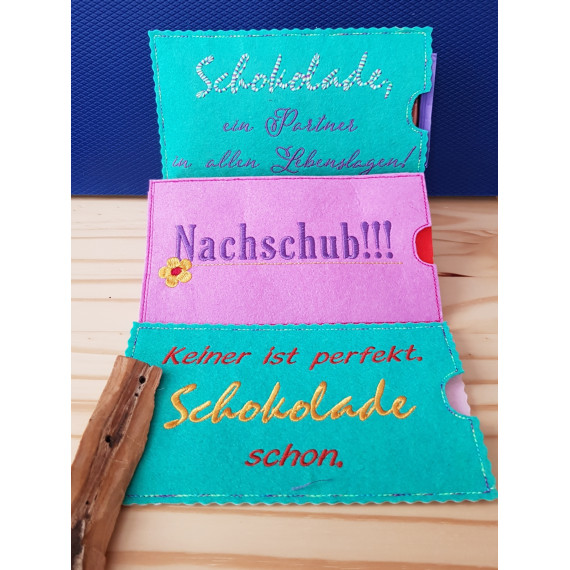 Schokolade,
ein Partner
in allen Lebenslagen!
Nachschub!!!
Keiner ist perfekt.
Schokolade
schon.